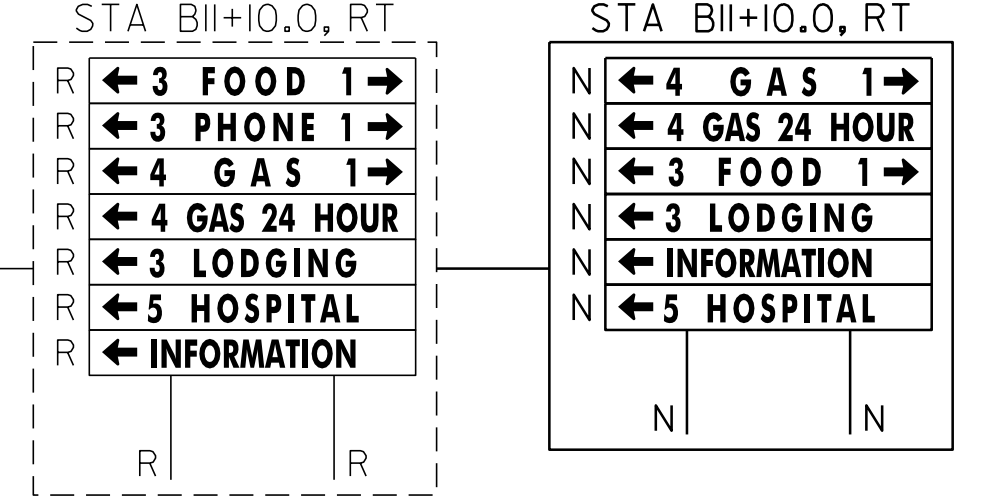 STA B11+10.0, RT
R ← 3 FOOD 1 →
R ← 3 PHONE 1 →
R ← 4 GAS 1 →
R ← 4 GAS 24 HOUR
R ← 3 LODGING
R ← 5 HOSPITAL
R ← INFORMATION
R R
STA B11+10.0, RT
N ← 4 GAS 1 →
N ← 4 GAS 24 HOUR
N ← 3 FOOD 1 →
N ← 3 LODGING
N ← INFORMATION
N ← 5 HOSPITAL
N N